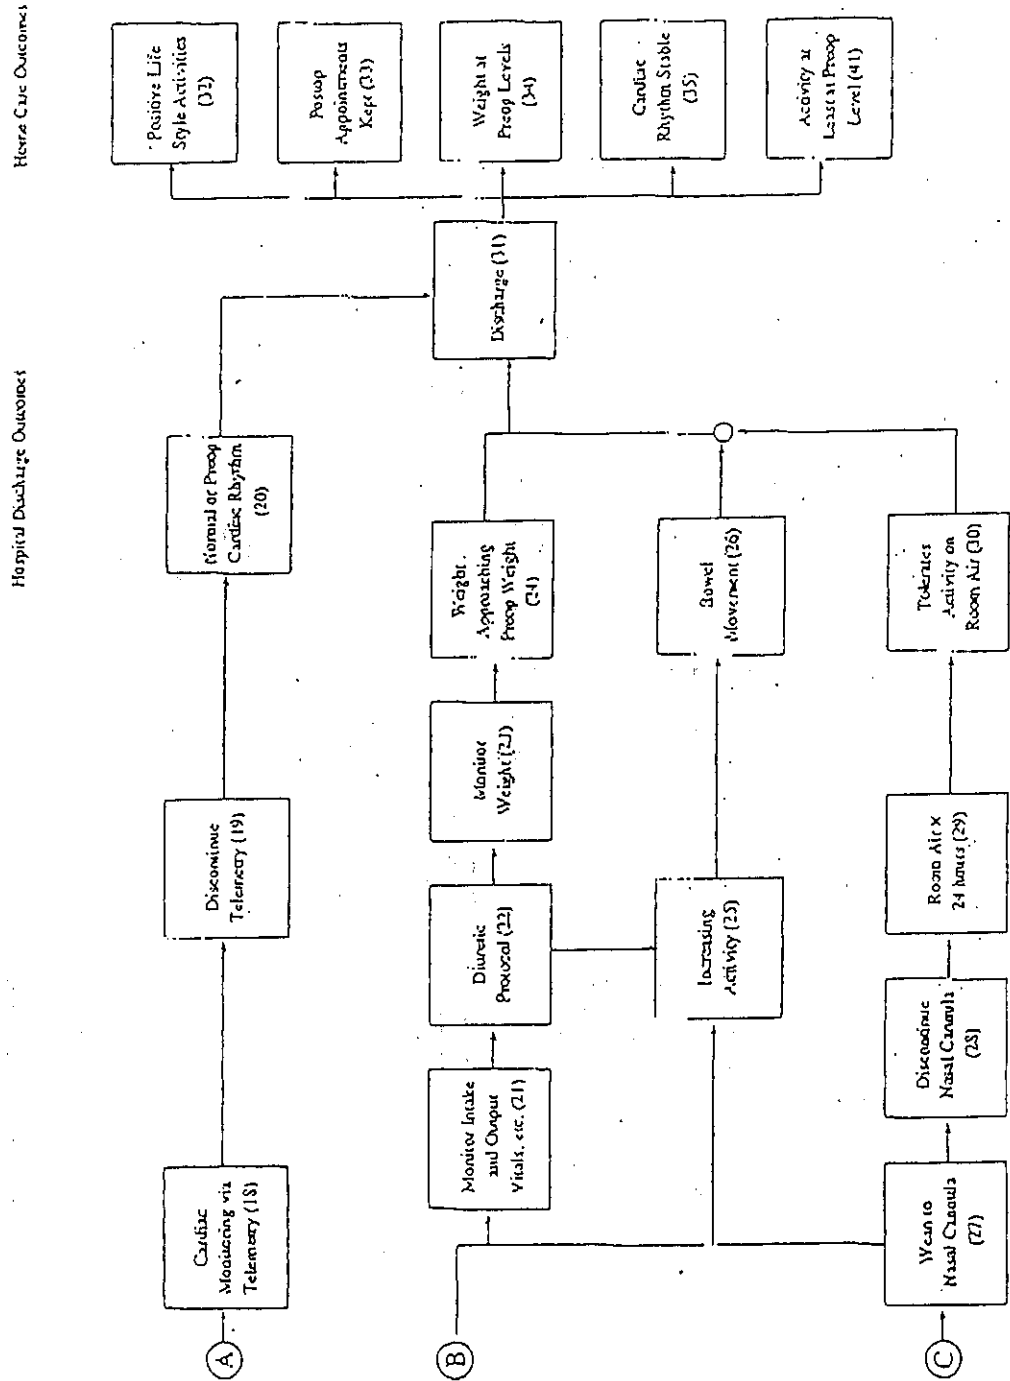 Hospital Discharge Outcomes
Home Care Outcomes
A
Cardiac
Monitoring via
Telemetry (18)
Discontinue
Telemetry (19)
Normal or Preop
Cardiac Rhythm
(20)
B
Monitor Intake
and Output
Vitals, etc. (21)
Diuretic
Protocol (22)
Monitor
Weight (23)
Weight
Approaching
Preop Weight
(24)
Increasing
Activity (25)
Bowel
Movement (26)
C
Wean to
Nasal Canula
(27)
Discontinue
Nasal Canula
(28)
Room Air x
24 hours (29)
Tolerates
Activity on
Room Air (30)
Discharge (31)
Positive Life
Style Activities
(32)
Postop
Appointments
Kept (33)
Weight at
Preop Levels
(34)
Cardiac
Rhythm Stable
(35)
Activity at
Least at Preop
Level (41)